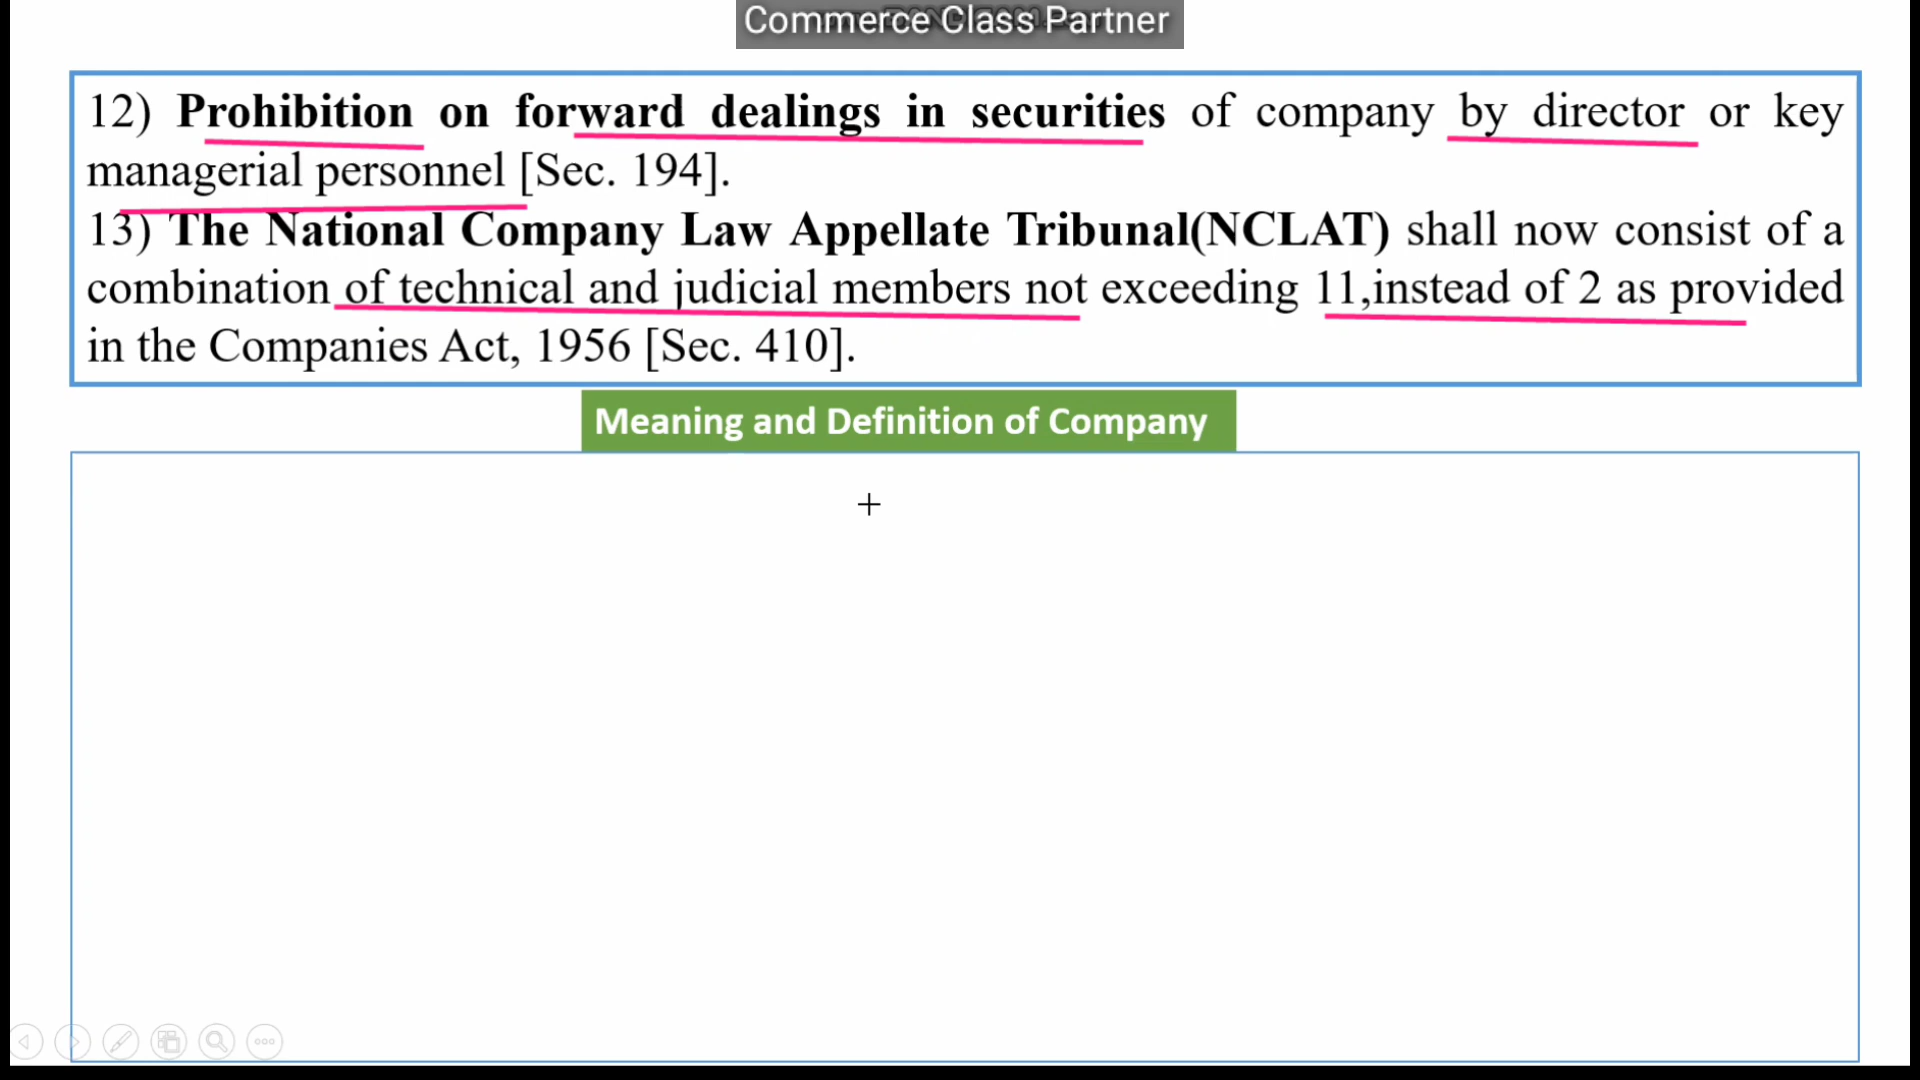 Commerce Class Partner
12) Prohibition on forward dealings in securities of company by director or key
managerial personnel [Sec. 194].
13) The National Company Law Appellate Tribunal(NCLAT) shall now consist of a
combination of technical and judicial members not exceeding 11,instead of 2 as provided
in the Companies Act, 1956 [Sec. 410].
Meaning and Definition of Company